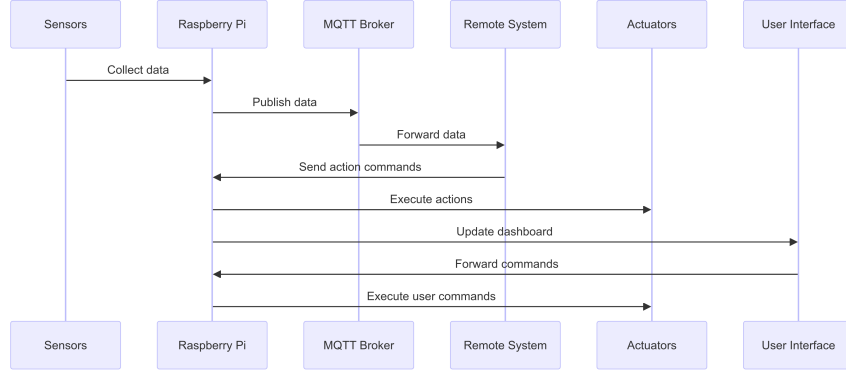 Sensors
Raspberry Pi
MQTT Broker
Remote System
Actuators
User Interface
Collect data
Publish data
Forward data
Send action commands
Execute actions
Update dashboard
Forward commands
Execute user commands
Sensors
Raspberry Pi
MQTT Broker
Remote System
Actuators
User Interface